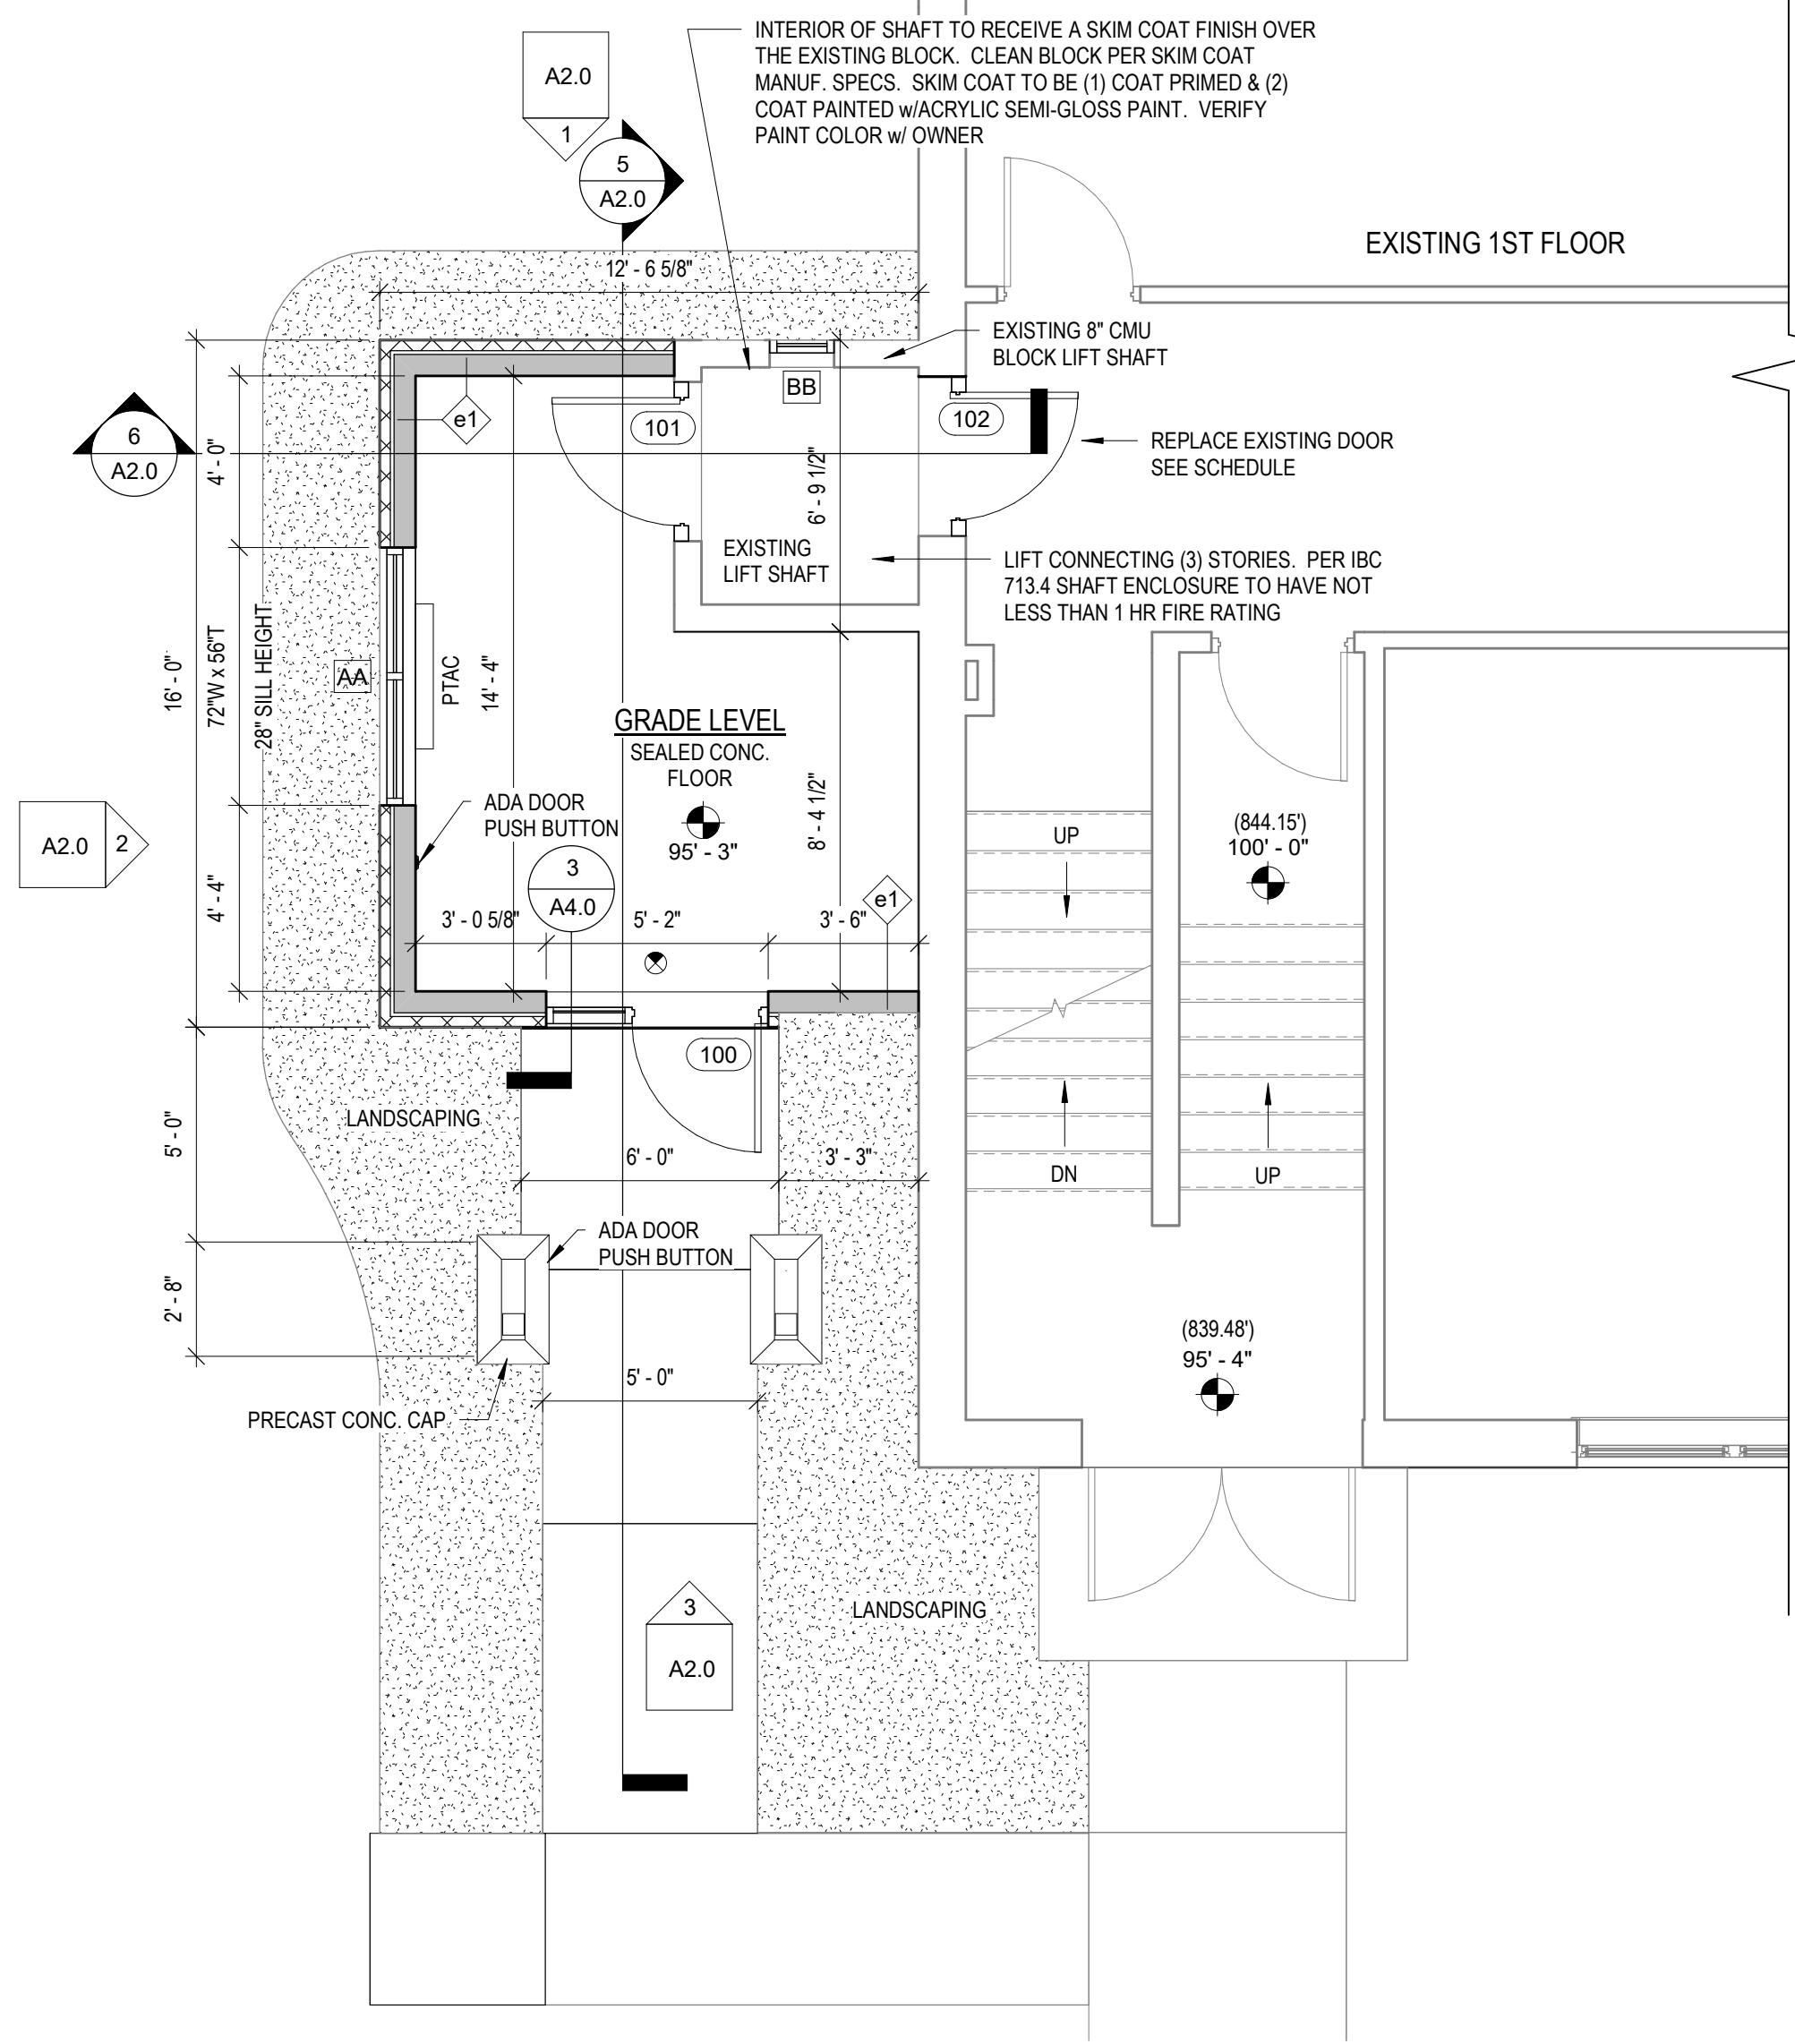 INTERIOR OF SHAFT TO RECEIVE A SKIM COAT FINISH OVER
THE EXISTING BLOCK. CLEAN BLOCK PER SKIM COAT
MANUF. SPECS. SKIM COAT TO BE (1) COAT PRIMED & (2)
COAT PAINTED w/ACRYLIC SEMI-GLOSS PAINT. VERIFY
PAINT COLOR w/ OWNER
A2.0
1
5
A2.0
EXISTING 1ST FLOOR
12' - 6 5/8"
EXISTING 8" CMU
BLOCK LIFT SHAFT
BB
e1
101
102
6
A2.0
4' - 0"
REPLACE EXISTING DOOR
SEE SCHEDULE
6' - 9 1/2"
EXISTING
LIFT SHAFT
LIFT CONNECTING (3) STORIES. PER IBC
713.4 SHAFT ENCLOSURE TO HAVE NOT
LESS THAN 1 HR FIRE RATING
16' - 0"
72"W x 56"T
28" SILL HEIGHT
AA
PTAC
14' - 4"
GRADE LEVEL
SEALED CONC.
FLOOR
95' - 3"
ADA DOOR
PUSH BUTTON
8' - 4 1/2"
A2.0
2
UP
(844.15')
100' - 0"
3
A4.0
4' - 4"
3' - 0 5/8"
5' - 2"
3' - 6"
e1
100
LANDSCAPING
5' - 0"
6' - 0"
3' - 3"
DN
UP
ADA DOOR
PUSH BUTTON
2' - 8"
(839.48')
95' - 4"
5' - 0"
PRECAST CONC. CAP
3
A2.0
LANDSCAPING